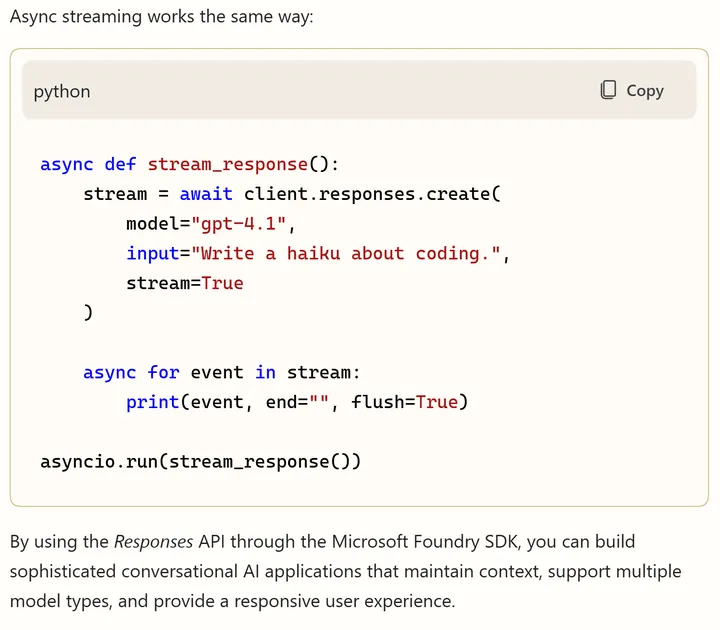 Async streaming works the same way:
python
Copy
async def stream_response():
    stream = await client.responses.create(
        model="gpt-4.1",
        input="Write a haiku about coding.",
        stream=True
    )
    async for event in stream:
        print(event, end="", flush=True)
asyncio.run(stream_response())
By using the Responses API through the Microsoft Foundry SDK, you can build
sophisticated conversational AI applications that maintain context, support multiple
model types, and provide a responsive user experience.